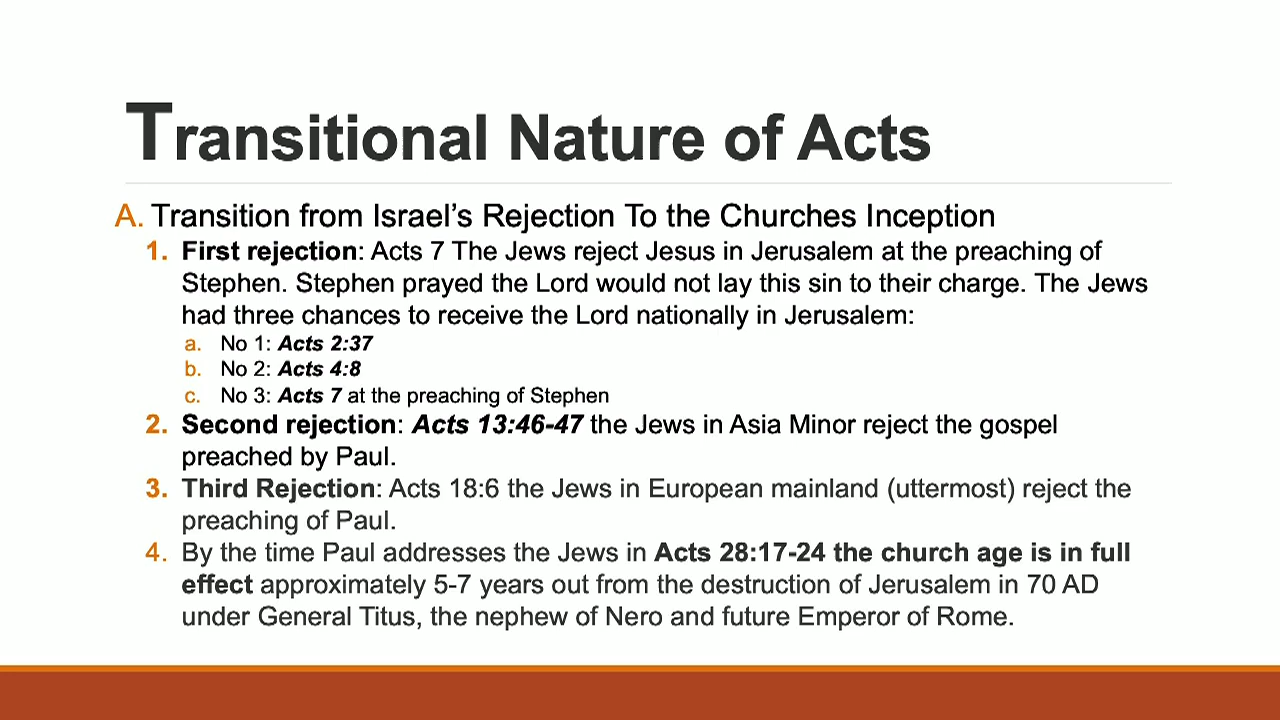 Transitional Nature of Acts
A. Transition from Israel’s Rejection To the Churches Inception
1. First rejection: Acts 7 The Jews reject Jesus in Jerusalem at the preaching of
Stephen. Stephen prayed the Lord would not lay this sin to their charge. The Jews
had three chances to receive the Lord nationally in Jerusalem:
a. No 1: Acts 2:37
b. No 2: Acts 4:8
c. No 3: Acts 7 at the preaching of Stephen
2. Second rejection: Acts 13:46-47 the Jews in Asia Minor reject the gospel
preached by Paul.
3. Third Rejection: Acts 18:6 the Jews in European mainland (uttermost) reject the
preaching of Paul.
4. By the time Paul addresses the Jews in Acts 28:17-24 the church age is in full
effect approximately 5-7 years out from the destruction of Jerusalem in 70 AD
under General Titus, the nephew of Nero and future Emperor of Rome.